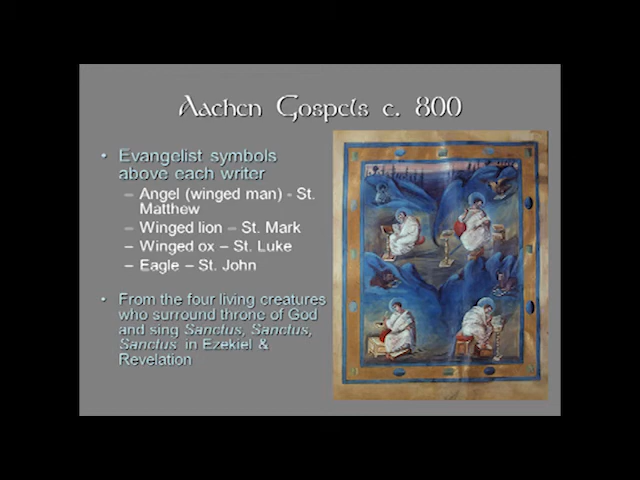 Aachen Gospels c. 800
• Evangelist symbols
above each writer
– Angel (winged man) - St.
Matthew
– Winged lion – St. Mark
– Winged ox – St. Luke
– Eagle – St. John
• From the four living creatures
who surround throne of God
and sing Sanctus, Sanctus,
Sanctus in Ezekiel &
Revelation